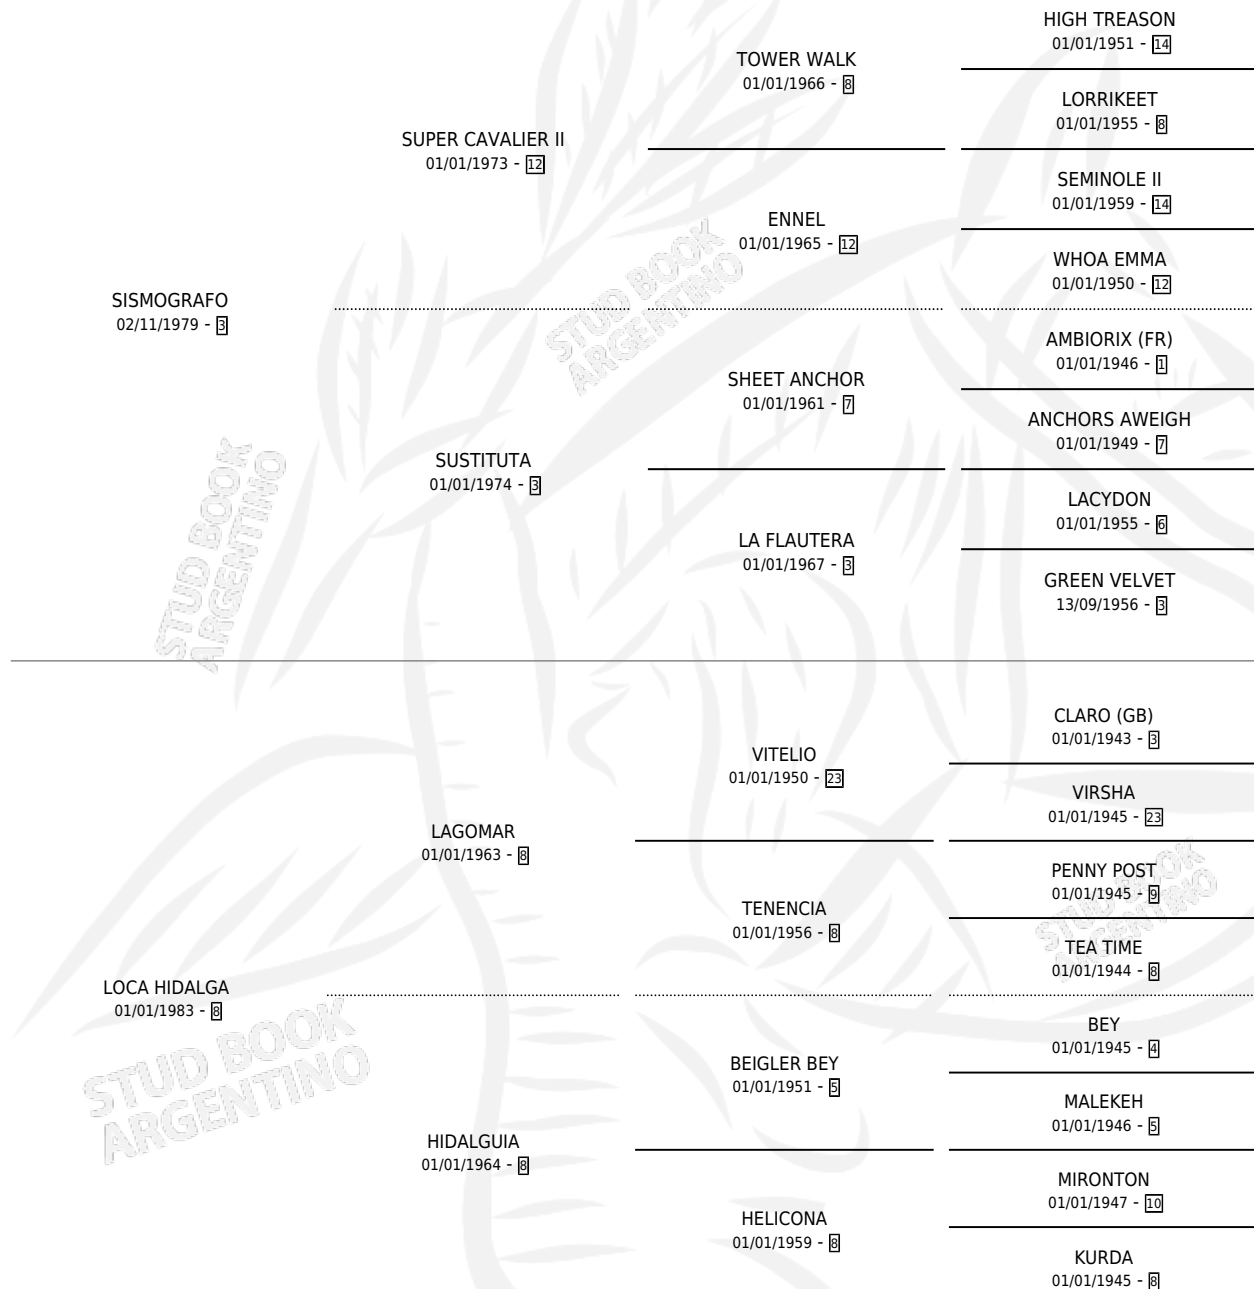 HIGH TREASON
01/01/1951 - 14
TOWER WALK
01/01/1966 - 8
LORRIKEET
01/01/1955 - 8
SUPER CAVALIER II
01/01/1973 - 12
SEMINOLE II
01/01/1959 - 14
ENNEL
01/01/1965 - 12
WHOA EMMA
01/01/1950 - 12
SISMOGRAFO
02/11/1979 - 3
AMBIORIX (FR)
01/01/1946 - 1
SHEET ANCHOR
01/01/1961 - 7
ANCHORS AWEIGH
01/01/1949 - 7
SUSTITUTA
01/01/1974 - 3
LACYDON
01/01/1955 - 6
LA FLAUTERA
01/01/1967 - 3
GREEN VELVET
13/09/1956 - 3
CLARO (GB)
01/01/1943 - 3
VITELIO
01/01/1950 - 23
VIRSHA
01/01/1945 - 23
LAGOMAR
01/01/1963 - 8
PENNY POST
01/01/1945 - 9
TENENCIA
01/01/1956 - 8
TEA TIME
01/01/1944 - 8
LOCA HIDALGA
01/01/1983 - 8
BEY
01/01/1945 - 4
BEIGLER BEY
01/01/1951 - 5
MALEKEH
01/01/1946 - 5
HIDALGUIA
01/01/1964 - 8
MIRONTON
01/01/1947 - 10
HELICONA
01/01/1959 - 8
KURDA
01/01/1945 - 8
STUD BOOK
ARGENTINO
STUD BOOK
ARGENTINO
STUD BOOK
ARGENTINO
STUD BOOK
ARGENTINO